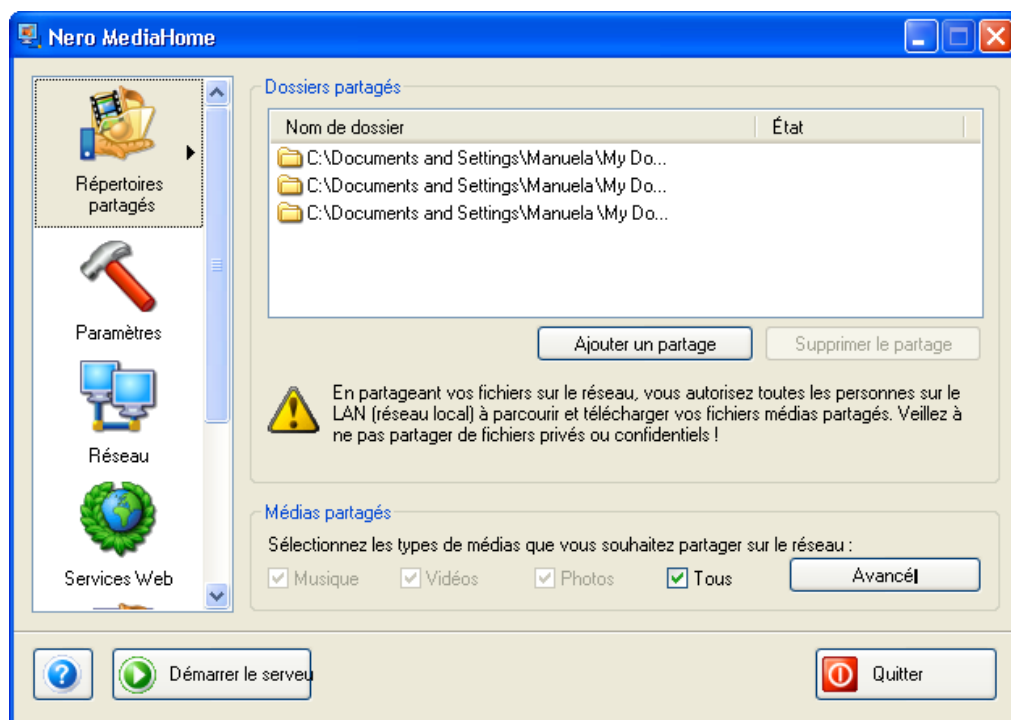 Nero MediaHome
Répertoires
partagés
Paramètres
Réseau
Services Web
Dossiers partagés
Nom de dossier État
C:\Documents and Settings\Manuela\My Do...
C:\Documents and Settings\Manuela\My Do...
C:\Documents and Settings\Manuela \My Do...
Ajouter un partage Supprimer le partage
En partageant vos fichiers sur le réseau, vous autorisez toutes les personnes sur le
LAN (réseau local) à parcourir et télécharger vos fichiers médias partagés. Veillez à
ne pas partager de fichiers privés ou confidentiels !
Médias partagés
Sélectionnez les types de médias que vous souhaitez partager sur le réseau :
Musique Vidéos Photos Tous Avancé
Démarrer le serveu Quitter